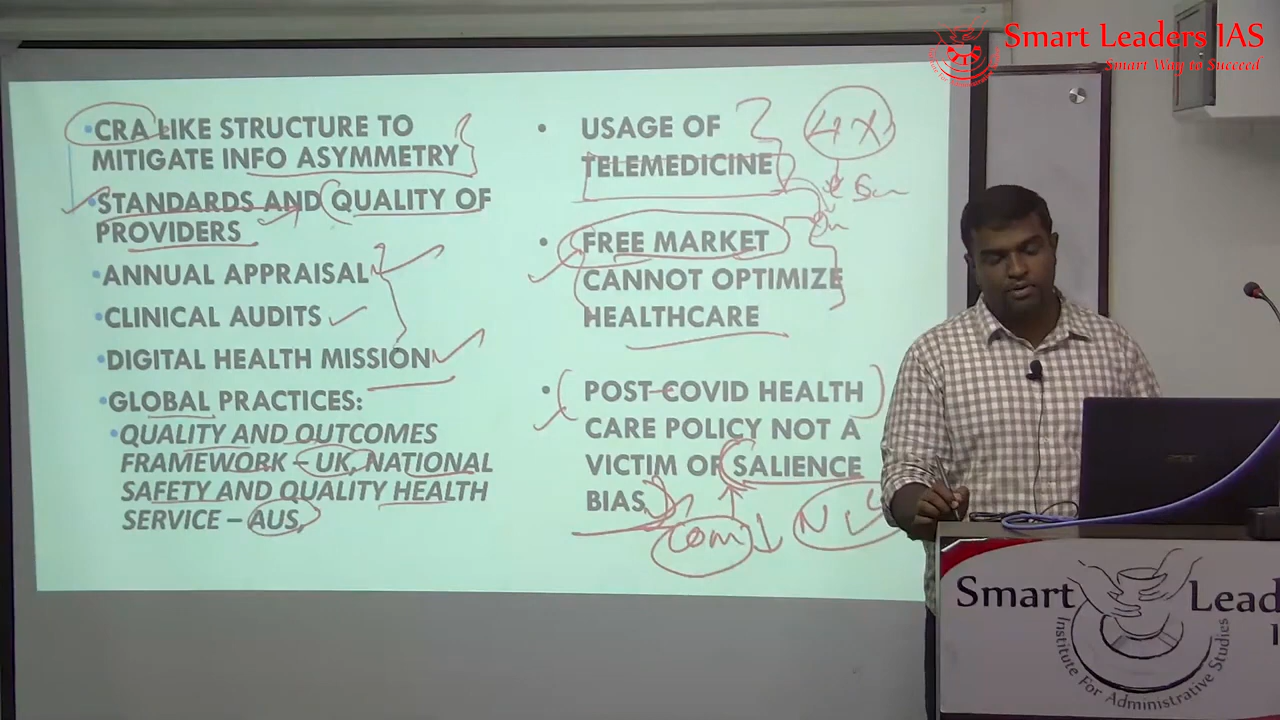 Smart Leaders IAS
Smart Way to Succeed
•CRA LIKE STRUCTURE TO
MITIGATE INFO ASYMMETRY
•STANDARDS AND QUALITY OF
PROVIDERS
•ANNUAL APPRAISAL
•CLINICAL AUDITS
•DIGITAL HEALTH MISSION
•GLOBAL PRACTICES:
•QUALITY AND OUTCOMES
FRAMEWORK – UK, NATIONAL
SAFETY AND QUALITY HEALTH
SERVICE – AUS,
• USAGE OF
TELEMEDICINE
• FREE MARKET
CANNOT OPTIMIZE
HEALTHCARE
• POST-COVID HEALTH
CARE POLICY NOT A
VICTIM OF SALIENCE
BIAS
4X
Smart Lead
Institute For Administrative Studies